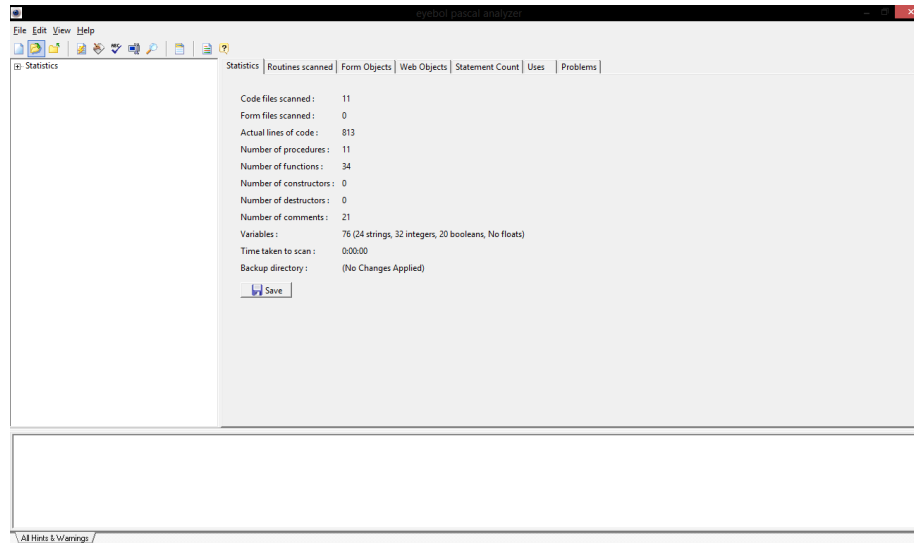 eyebol pascal analyzer
File Edit View Help
Statistics
Statistics Routines scanned Form Objects Web Objects Statement Count Uses Problems
Code files scanned : 11
Form files scanned : 0
Actual lines of code : 813
Number of procedures : 11
Number of functions : 34
Number of constructors : 0
Number of destructors : 0
Number of comments : 21
Variables : 76 (24 strings, 32 integers, 20 booleans, No floats)
Time taken to scan : 0:00:00
Backup directory : (No Changes Applied)
Save
All Hints & Warnings